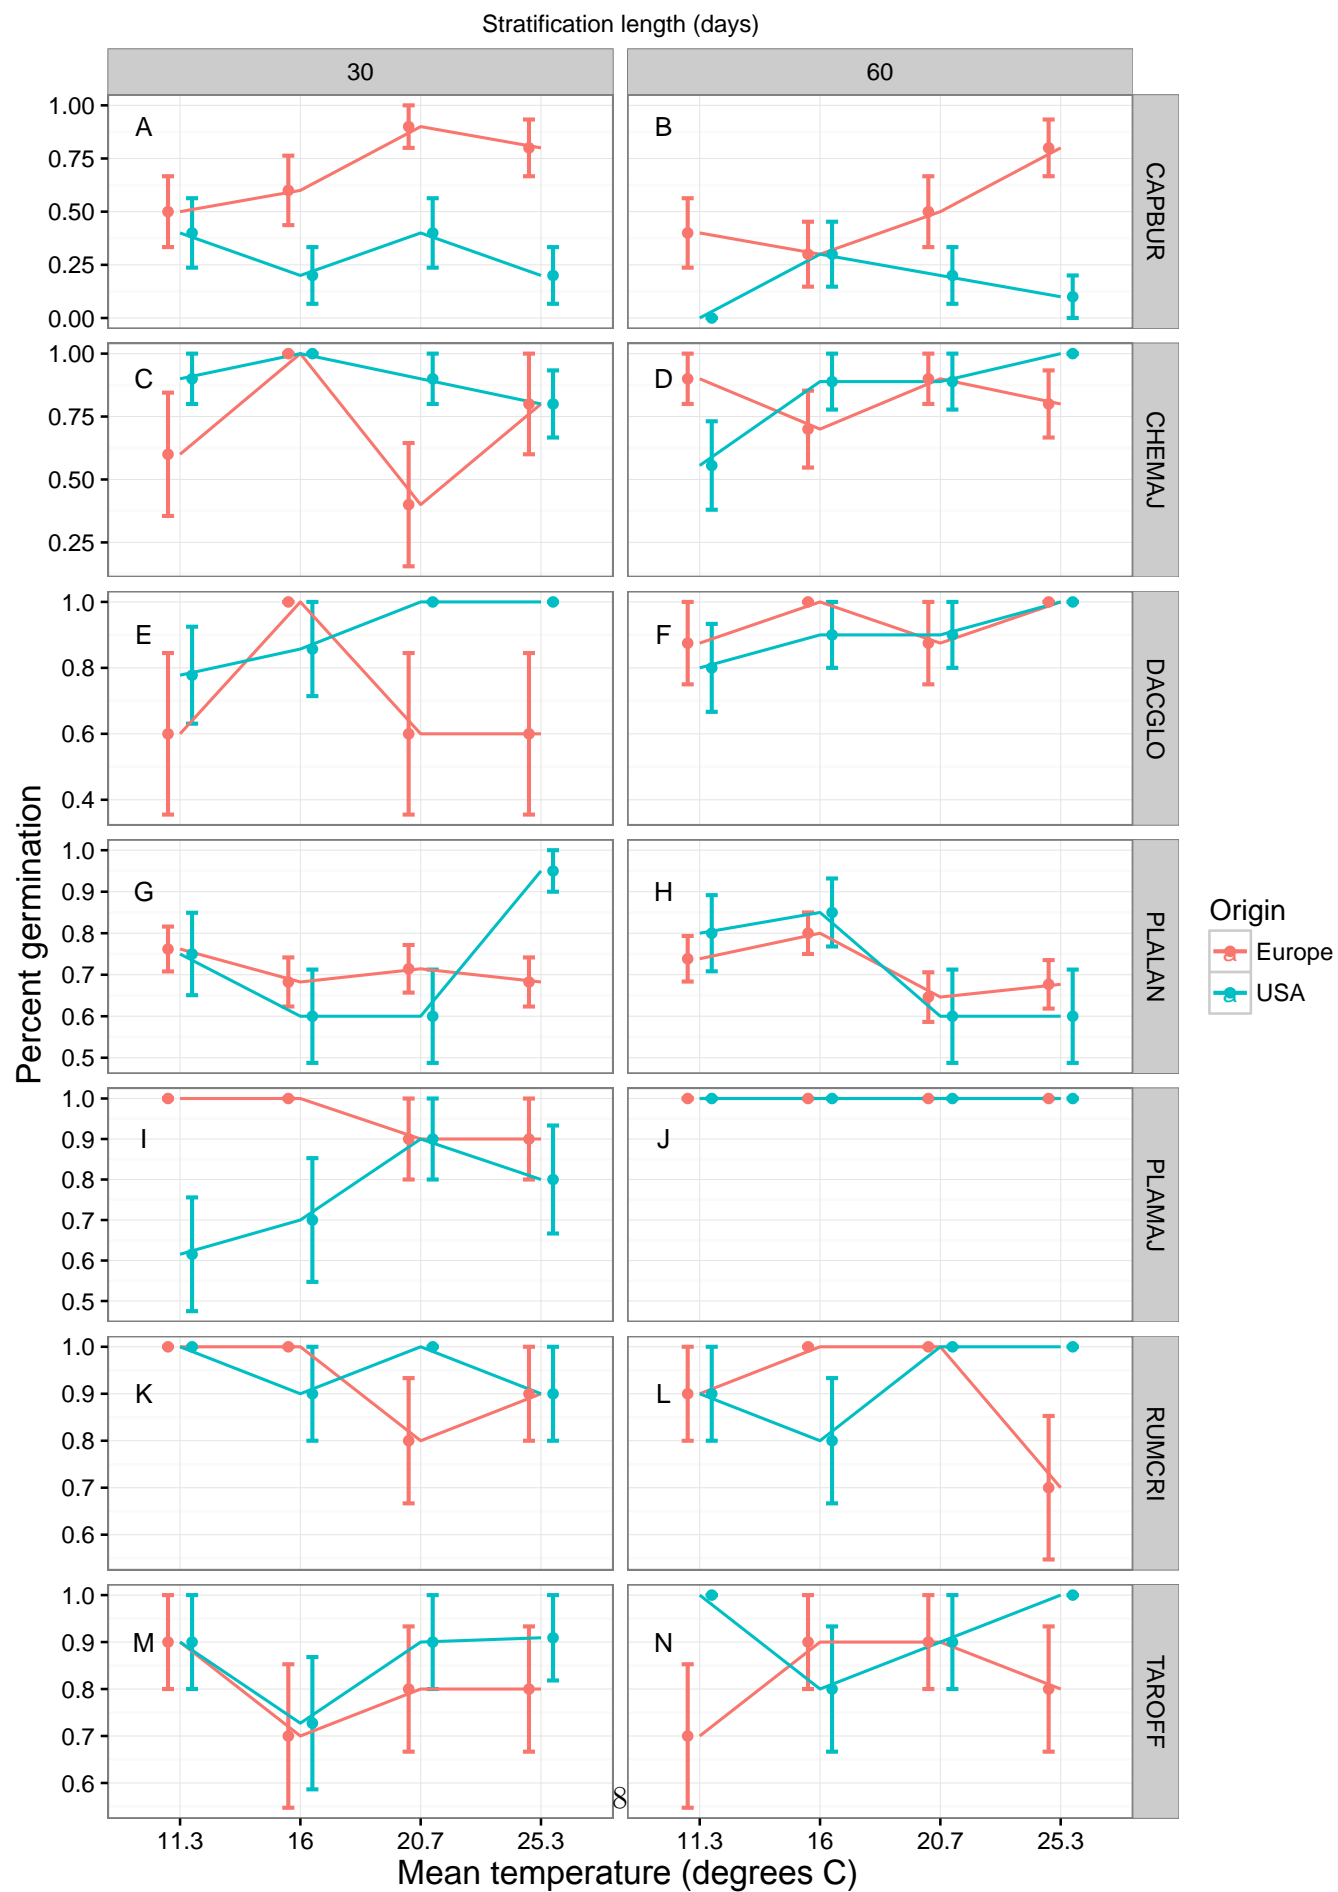 Stratification length (days)
30
60
A
B
1.00
0.75
0.50
0.25
0.00
CAPBUR
C
D
1.00
0.75
0.50
0.25
CHEMAJ
E
F
1.0
0.8
0.6
0.4
DACGLO
G
H
1.0
0.9
0.8
0.7
0.6
0.5
PLALAN
I
J
1.0
0.9
0.8
0.7
0.6
0.5
PLAMAJ
K
L
1.0
0.9
0.8
0.7
0.6
RUMCRI
M
N
1.0
0.9
0.8
0.7
0.6
TAROFF
8
11.3 16 20.7 25.3
11.3 16 20.7 25.3
Mean temperature (degrees C)
Percent germination
Origin
a Europe
a USA